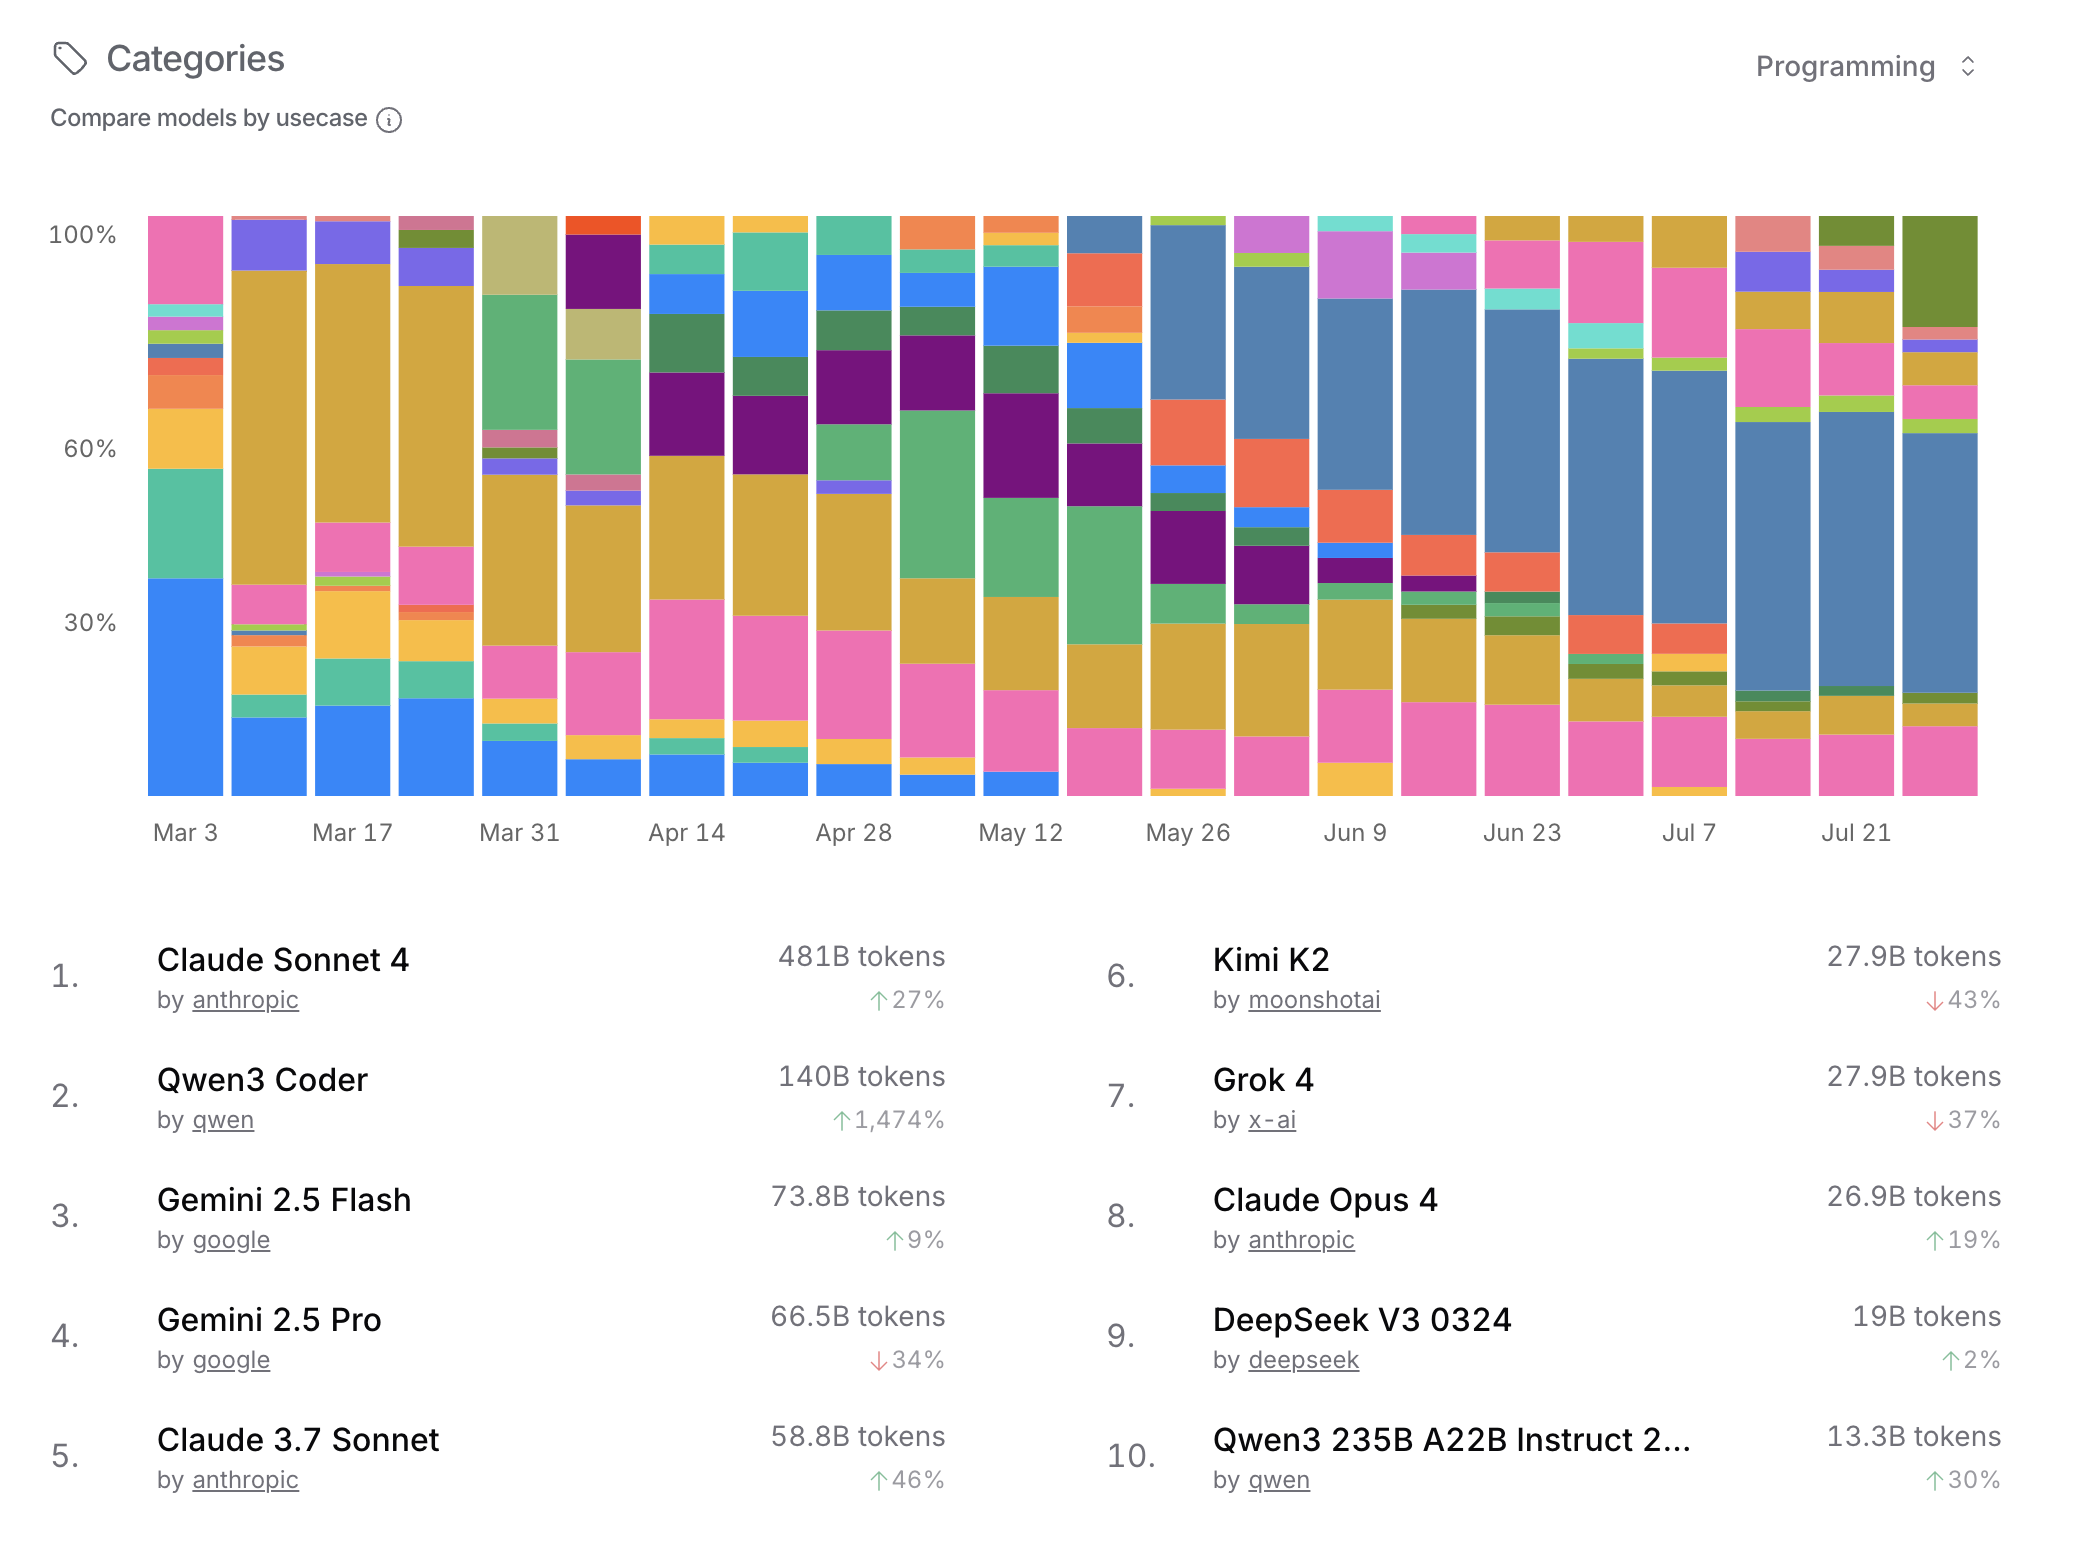 Categories
Programming
Compare models by usecase
100%
60%
30%
Mar 3 Mar 17 Mar 31 Apr 14 Apr 28 May 12 May 26 Jun 9 Jun 23 Jul 7 Jul 21
1. Claude Sonnet 4 481B tokens
by anthropic ↑27%
2. Qwen3 Coder 140B tokens
by qwen ↑1,474%
3. Gemini 2.5 Flash 73.8B tokens
by google ↑9%
4. Gemini 2.5 Pro 66.5B tokens
by google ↓34%
5. Claude 3.7 Sonnet 58.8B tokens
by anthropic ↑46%
6. Kimi K2 27.9B tokens
by moonshotai ↓43%
7. Grok 4 27.9B tokens
by x-ai ↓37%
8. Claude Opus 4 26.9B tokens
by anthropic ↑19%
9. DeepSeek V3 0324 19B tokens
by deepseek ↑2%
10. Qwen3 235B A22B Instruct 2... 13.3B tokens
by qwen ↑30%